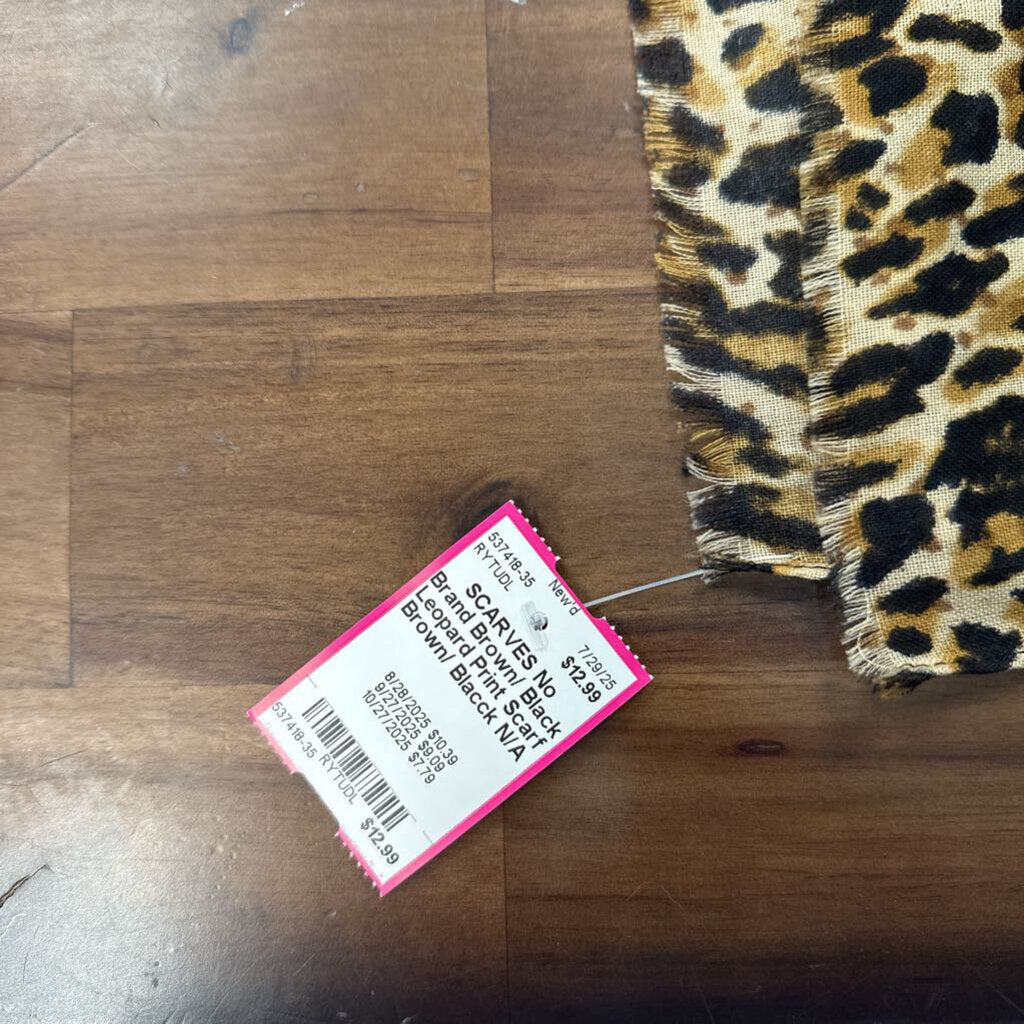 537418-35
RYTUDL
New'd
7/29/25
$12.99
SCARVES No
Brand Brown/ Black
Leopard Print Scarf
Brown/ Blacck N/A
8/28/2025 $10.39
9/27/2025 $9.09
10/27/2025 $7.79
537418-35 RYTUDL
$12.99